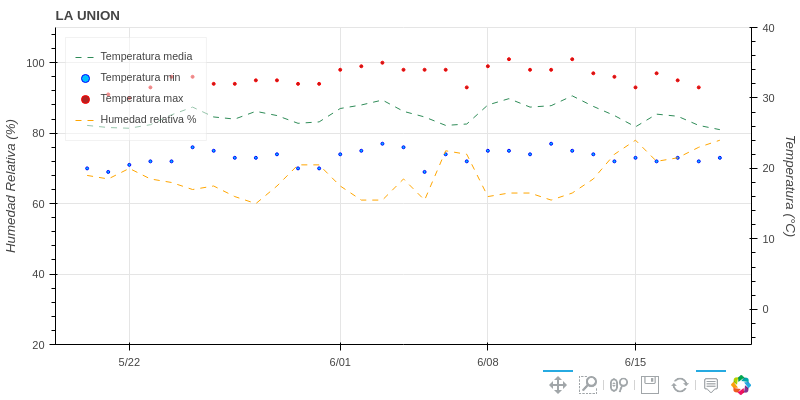 LA UNION
Temperatura media
Temperatura min
Temperatura max
Humedad relativa %
Humedad Relativa (%)
100
80
60
40
20
Temperatura (°C)
40
30
20
10
0
5/22
6/01
6/08
6/15